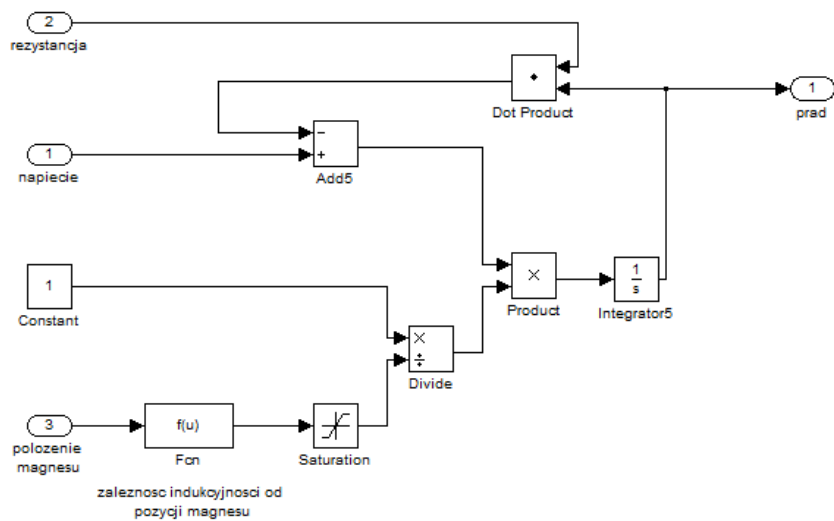 2
rezystancja
Dot Product
1
prad
1
napiecie
−
+
Add5
1
Constant
×
÷
Divide
×
Product
1
s
Integrator5
3
polozenie
magnesu
f(u)
Fcn
Saturation
zaleznosc indukcyjnosci od
pozycji magnesu